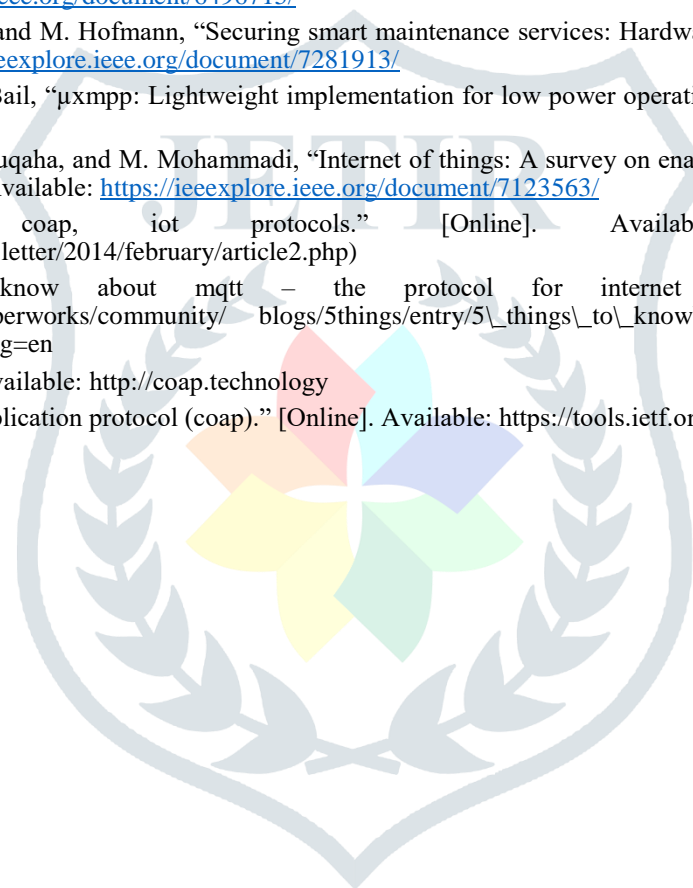 ieee.org/document/6496713/
and M. Hofmann, “Securing smart maintenance services: Hardwa
eexplore.ieee.org/document/7281913/
Bail, “µxmpp: Lightweight implementation for low power operati
uqaha, and M. Mohammadi, “Internet of things: A survey on ena
vailable: https://ieeexplore.ieee.org/document/7123563/
coap, iot protocols.” [Online]. Availab
letter/2014/february/article2.php)
know about mqtt – the protocol for internet
perworks/community/ blogs/5things/entry/5\_things\_to\_know
g=en
vailable: http://coap.technology
plication protocol (coap).” [Online]. Available: https://tools.ietf.or
JETIR